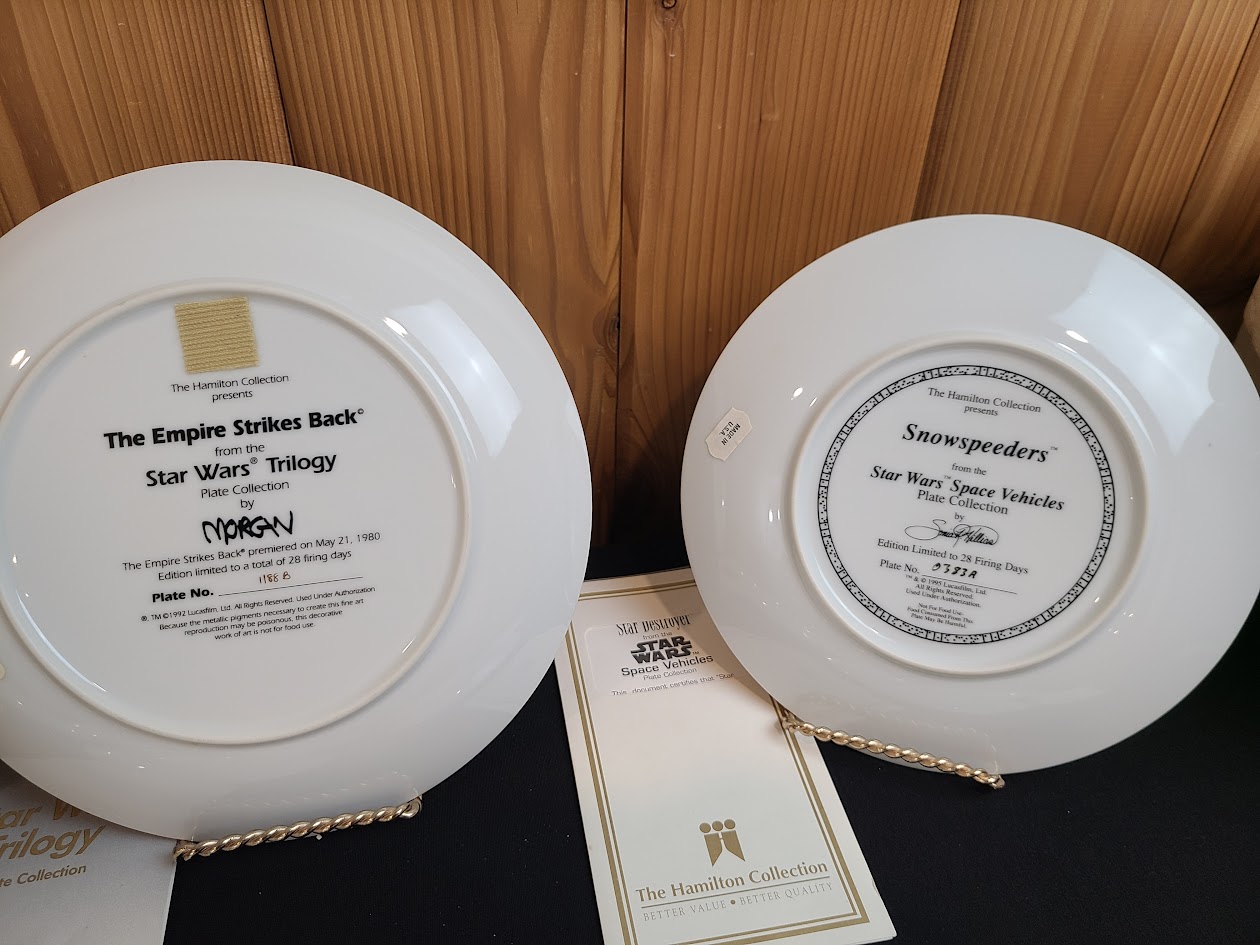 The Hamilton Collection
presents
The Empire Strikes Back©
from the
Star Wars® Trilogy
Plate Collection
by
MORGAN
The Empire Strikes Back® premiered on May 21, 1980
Edition limited to a total of 28 firing days
Plate No. 1188 B
®, TM ©1992 Lucasfilm, Ltd. All Rights Reserved. Used Under Authorization
Because the metallic pigments necessary to create this fine art
reproduction may be poisonous, this decorative
work of art is not for food use.
ar W
rilogy
te Collection
Star Destroyer™
from the
STAR
WARS™
Space Vehicles
Plate Collection
This document certifies that "Star
The Hamilton Collection
BETTER VALUE • BETTER QUALITY
MADE IN
U.S.A.
The Hamilton Collection
presents
Snowspeeders™
from the
Star Wars™ Space Vehicles
Plate Collection
by
Edition Limited to 28 Firing Days
Plate No. 0383A
™ & © 1995 Lucasfilm, Ltd.
All Rights Reserved.
Used Under Authorization.
Not For Food Use.
Food Consumed From This
Plate May Be Harmful.